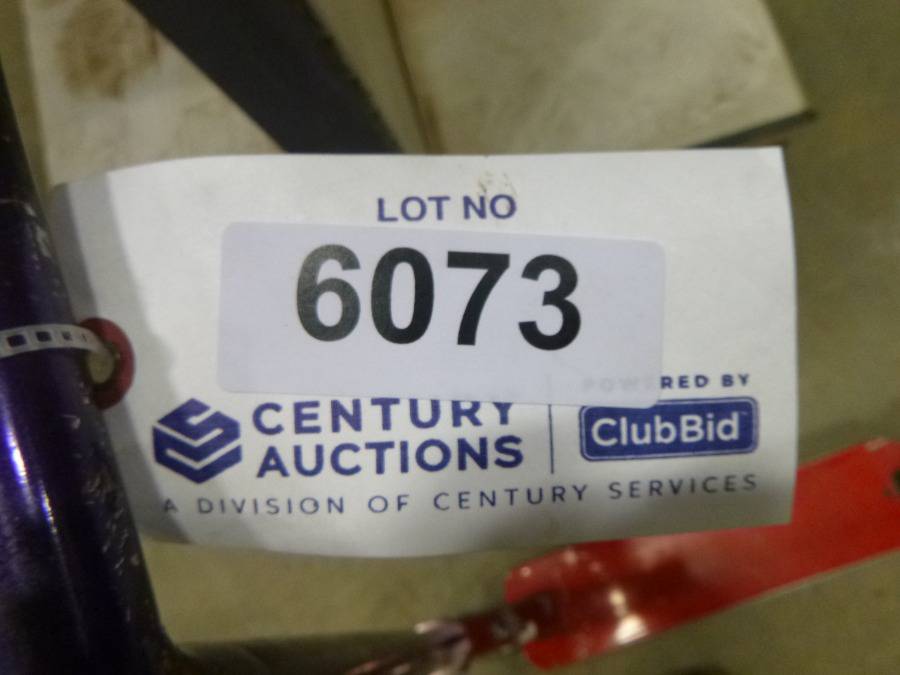 LOT NO
6073
CENTURY
AUCTIONS
POWERED BY
ClubBid
A DIVISION OF CENTURY SERVICES